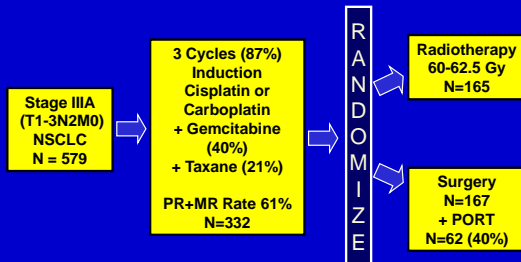 Stage IIIA
(T1-3N2M0)
NSCLC
N = 579
3 Cycles (87%)
Induction
Cisplatin or
Carboplatin
+ Gemcitabine
(40%)
+ Taxane (21%)
PR+MR Rate 61%
N=332
R
A
N
D
O
M
I
Z
E
Radiotherapy
60-62.5 Gy
N=165
Surgery
N=167
+ PORT
N=62 (40%)